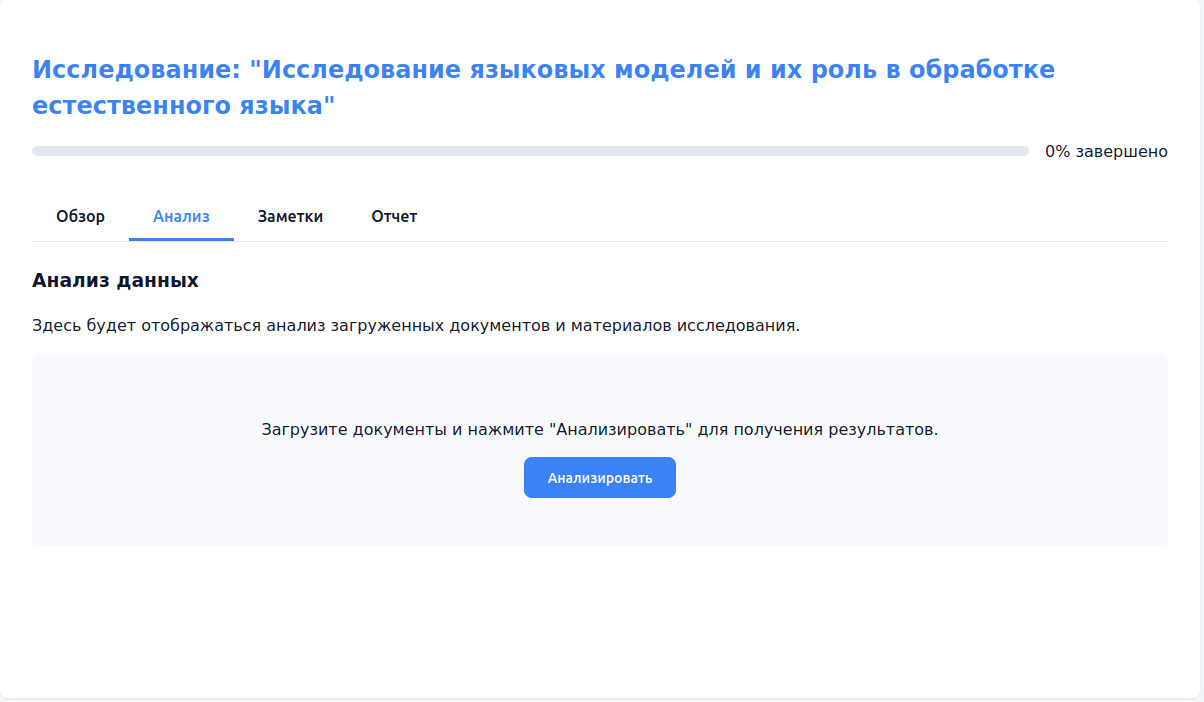 Исследование: "Исследование языковых моделей и их роль в обработке
естественного языка"
0% завершено
Обзор Анализ Заметки Отчет
Анализ данных
Здесь будет отображаться анализ загруженных документов и материалов исследования.
Загрузите документы и нажмите "Анализировать" для получения результатов.
Анализировать